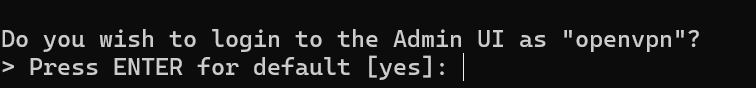 Do you wish to login to the Admin UI as "openvpn"?
> Press ENTER for default [yes]: